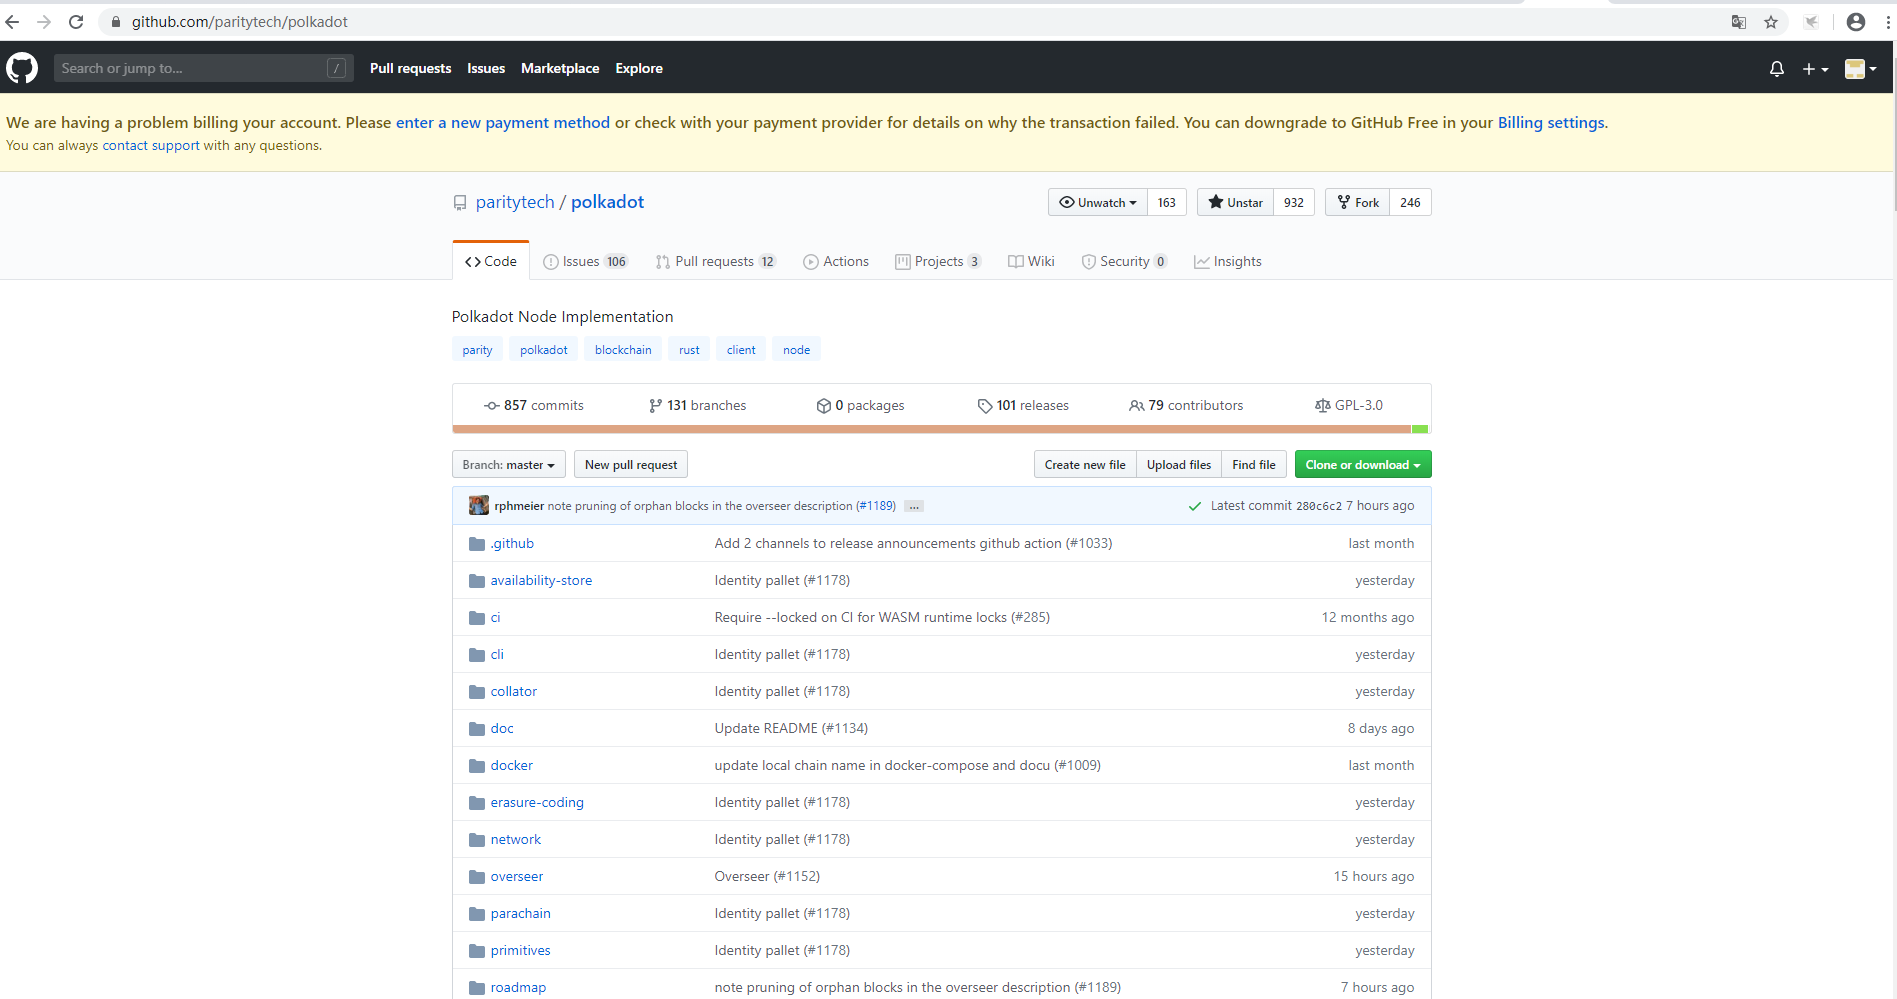 github.com/paritytech/polkadot
Search or jump to... /
Pull requests Issues Marketplace Explore
We are having a problem billing your account. Please enter a new payment method or check with your payment provider for details on why the transaction failed. You can downgrade to GitHub Free in your Billing settings.
You can always contact support with any questions.
paritytech / polkadot
Unwatch 163 Unstar 932 Fork 246
Code Issues 106 Pull requests 12 Actions Projects 3 Wiki Security 0 Insights
Polkadot Node Implementation
parity polkadot blockchain rust client node
857 commits 131 branches 0 packages 101 releases 79 contributors GPL-3.0
Branch: master New pull request Create new file Upload files Find file Clone or download
rphmeier note pruning of orphan blocks in the overseer description (#1189) ... Latest commit 280c6c2 7 hours ago
.github Add 2 channels to release announcements github action (#1033) last month
availability-store Identity pallet (#1178) yesterday
ci Require --locked on CI for WASM runtime locks (#285) 12 months ago
cli Identity pallet (#1178) yesterday
collator Identity pallet (#1178) yesterday
doc Update README (#1134) 8 days ago
docker update local chain name in docker-compose and docu (#1009) last month
erasure-coding Identity pallet (#1178) yesterday
network Identity pallet (#1178) yesterday
overseer Overseer (#1152) 15 hours ago
parachain Identity pallet (#1178) yesterday
primitives Identity pallet (#1178) yesterday
roadmap note pruning of orphan blocks in the overseer description (#1189) 7 hours ago